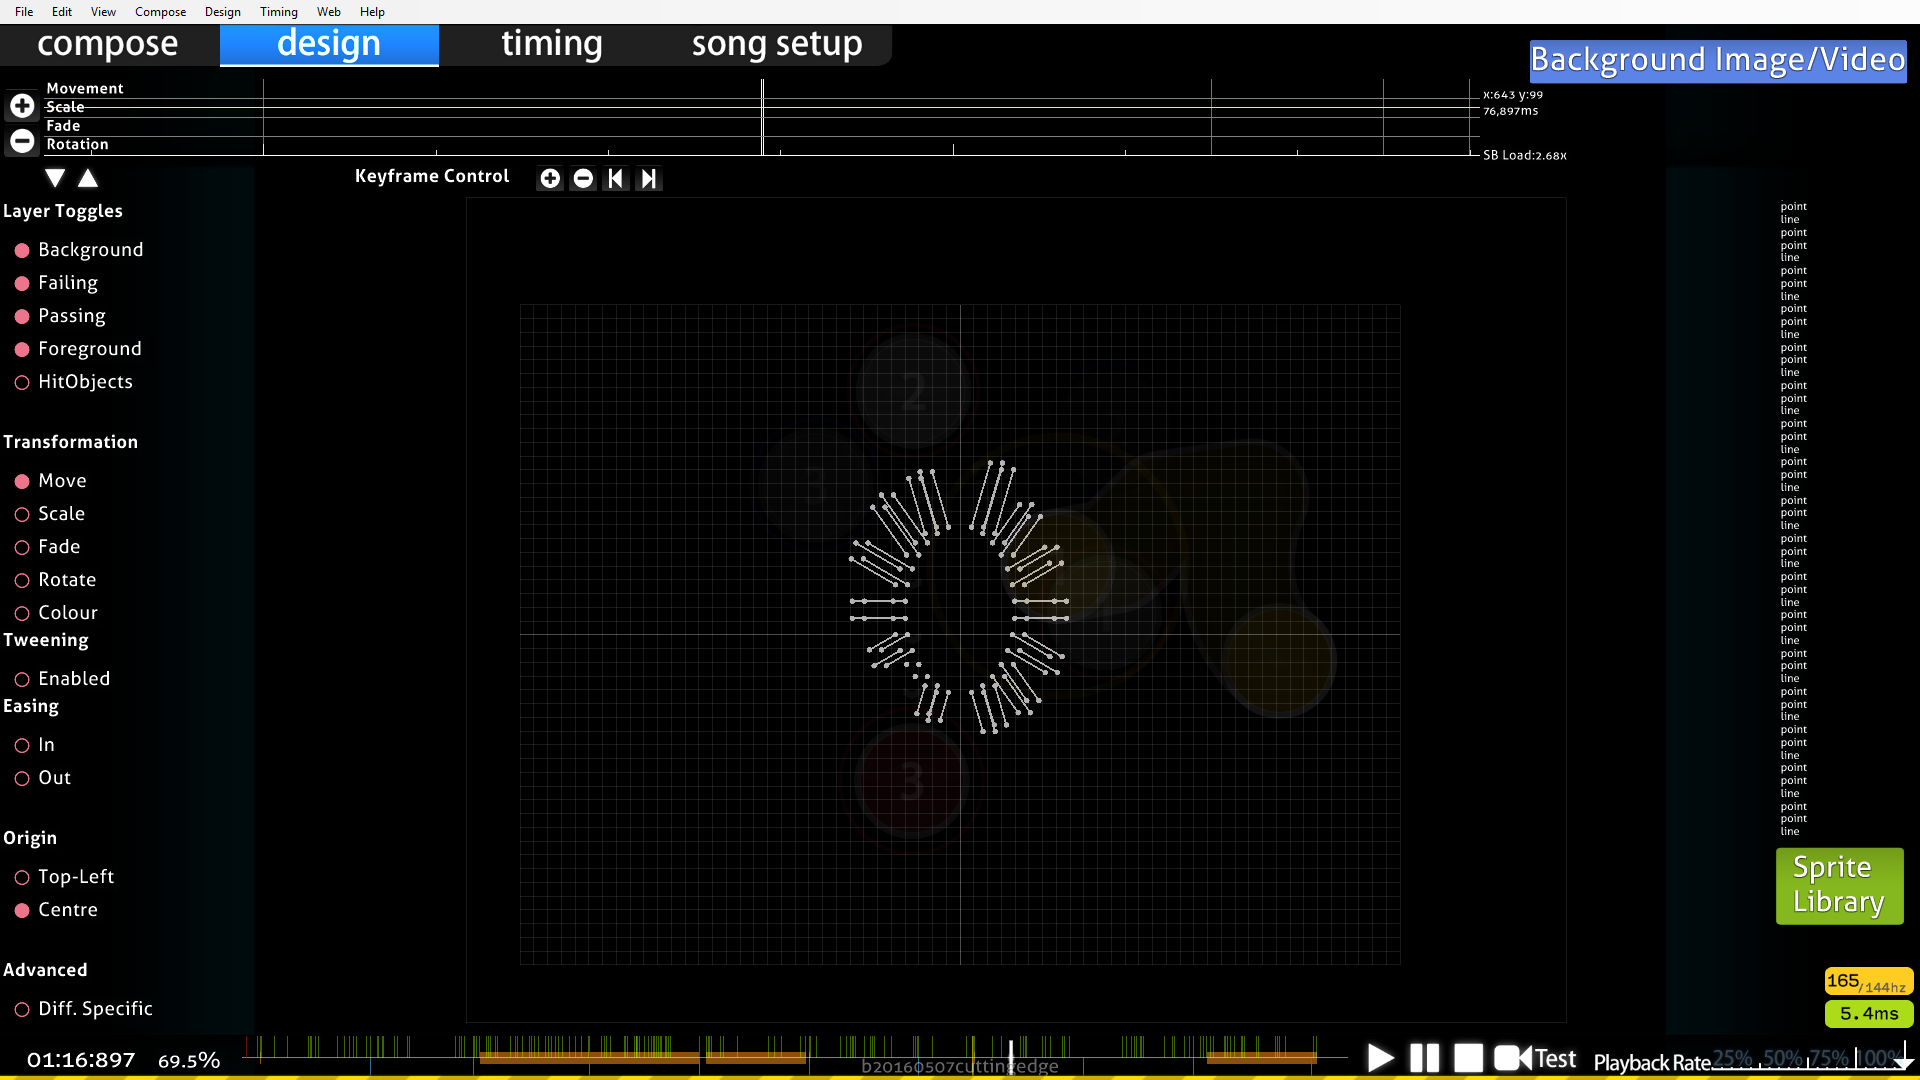 File Edit View Compose Design Timing Web Help
compose design timing song setup
Background Image/Video
Movement
Scale
Fade
Rotation
x:643 y:99
76,897ms
SB Load:2.68x
Keyframe Control
Layer Toggles
Background
Failing
Passing
Foreground
HitObjects
Transformation
Move
Scale
Fade
Rotate
Colour
Tweening
Enabled
Easing
In
Out
Origin
Top-Left
Centre
Advanced
Diff. Specific
2
3
3
point
line
point
point
line
point
point
line
point
point
line
point
point
line
point
point
line
point
point
line
point
point
line
point
point
line
point
point
line
point
point
line
point
point
line
point
point
line
point
point
line
point
point
line
point
point
line
point
point
line
Sprite
Library
165/144hz
5.4ms
01:16:897 69.5%
b20160507cuttingedge
Test
Playback Rate 25% 50% 75% 100%